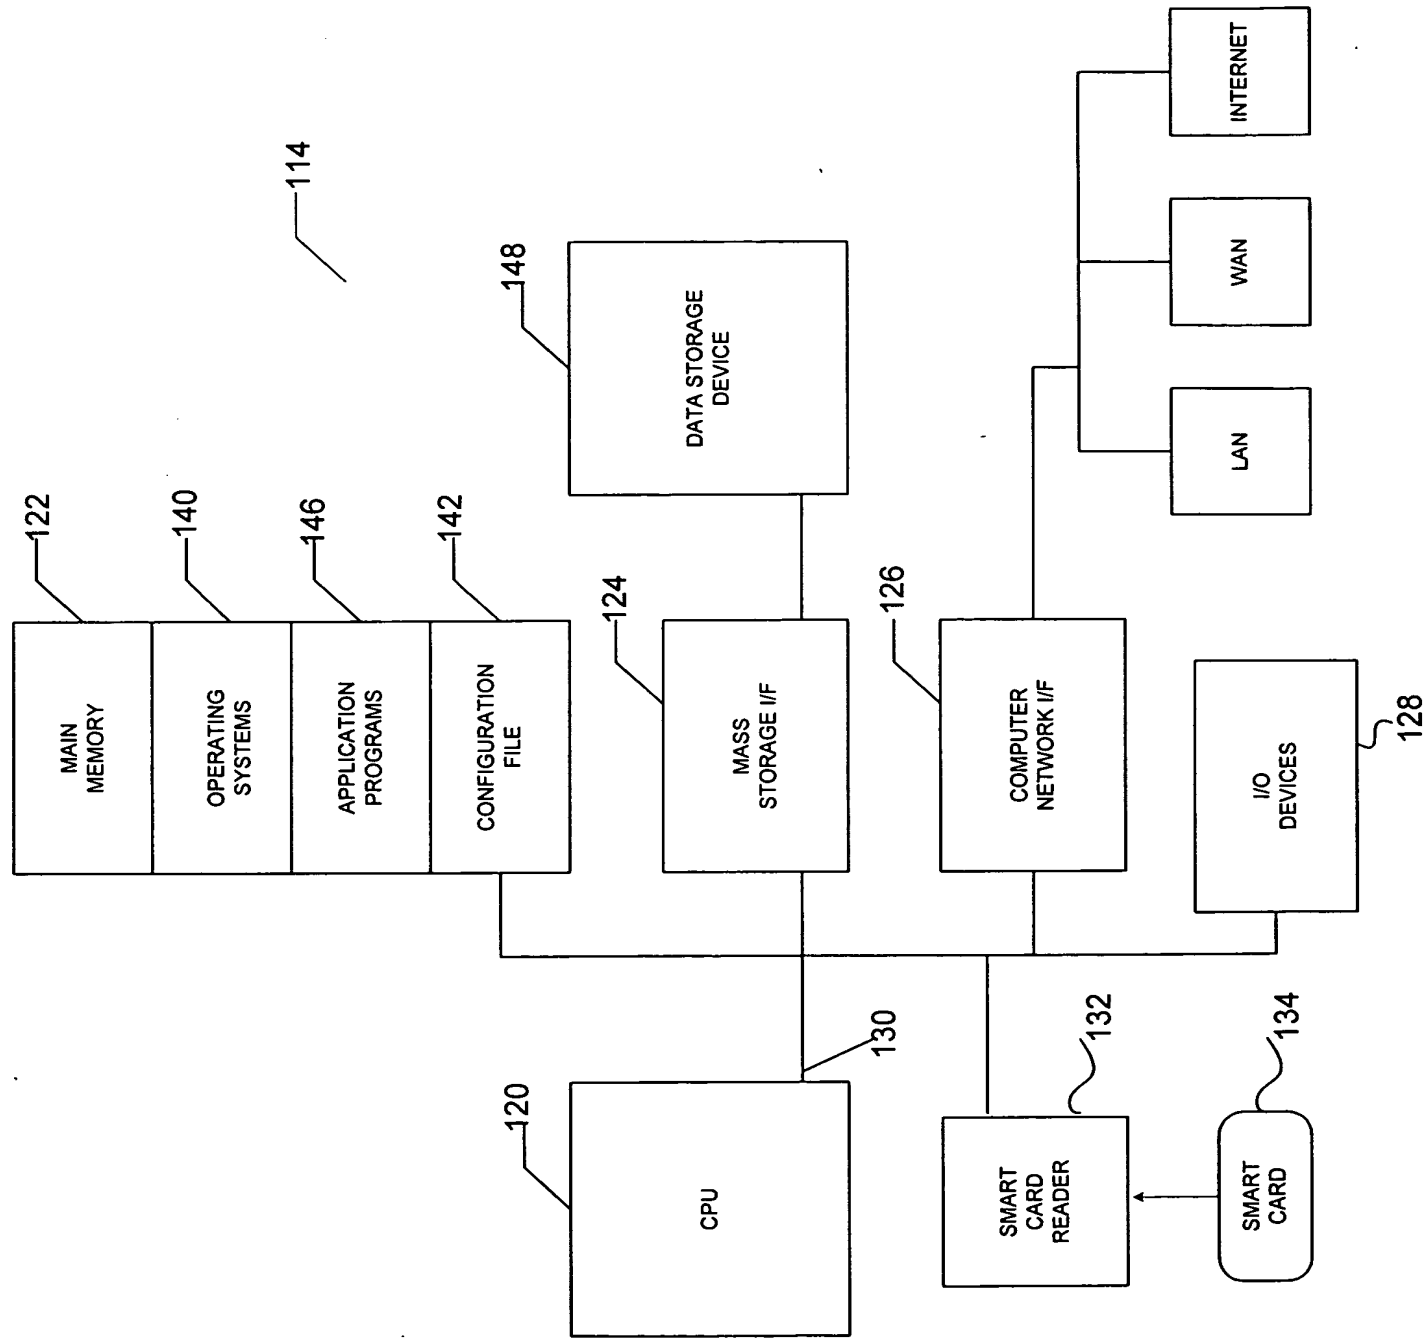 114
122
MAIN
MEMORY
140
OPERATING
SYSTEMS
146
APPLICATION
PROGRAMS
142
CONFIGURATION
FILE
120
CPU
130
124
MASS
STORAGE I/F
148
DATA STORAGE
DEVICE
126
COMPUTER
NETWORK I/F
132
SMART
CARD
READER
134
SMART
CARD
I/O
DEVICES
128
LAN
WAN
INTERNET